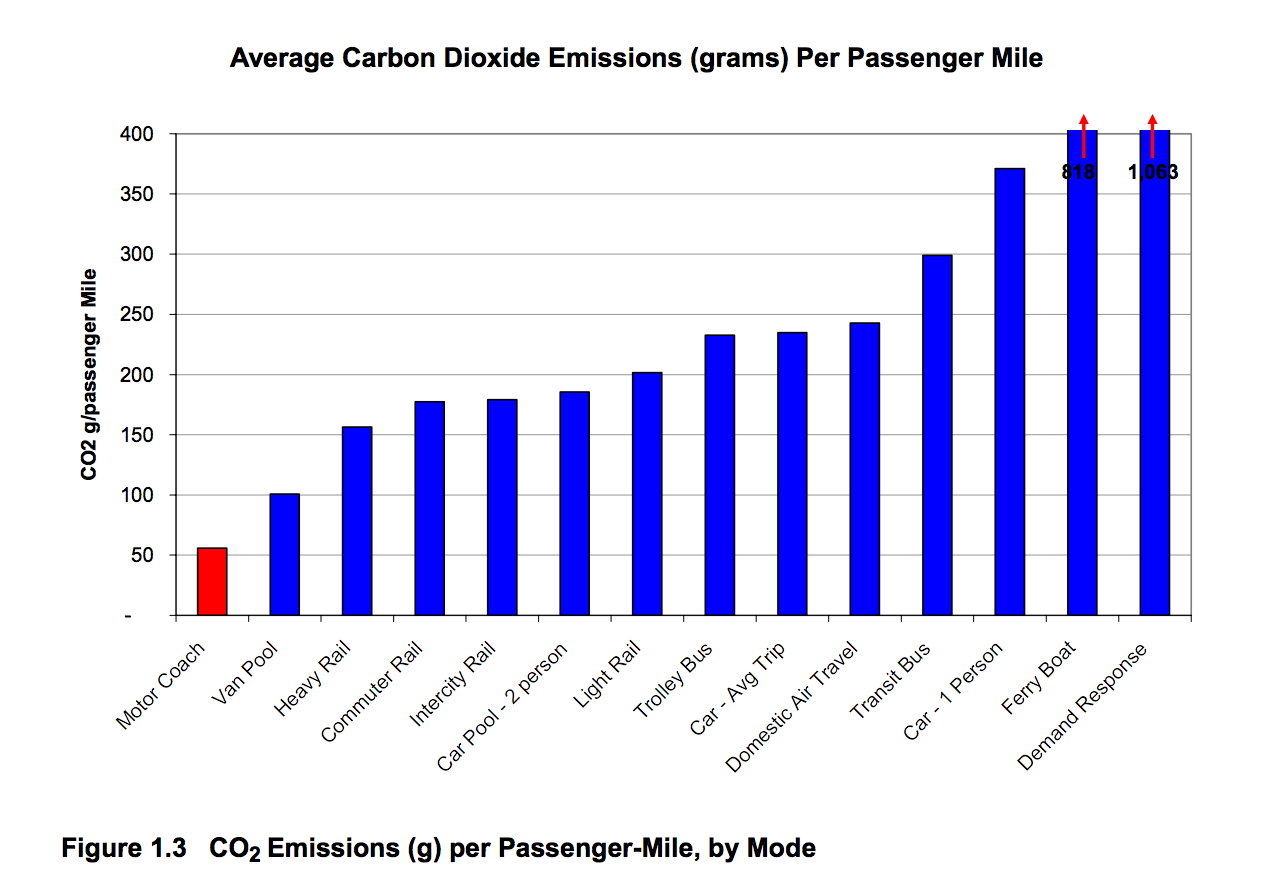 Average Carbon Dioxide Emissions (grams) Per Passenger Mile
CO2 g/passenger Mile
400
350
300
250
200
150
100
50
-
818
1,063
Motor Coach
Van Pool
Heavy Rail
Commuter Rail
Intercity Rail
Car Pool - 2 person
Light Rail
Trolley Bus
Car - Avg Trip
Domestic Air Travel
Transit Bus
Car - 1 Person
Ferry Boat
Demand Response
Figure 1.3 CO₂ Emissions (g) per Passenger-Mile, by Mode